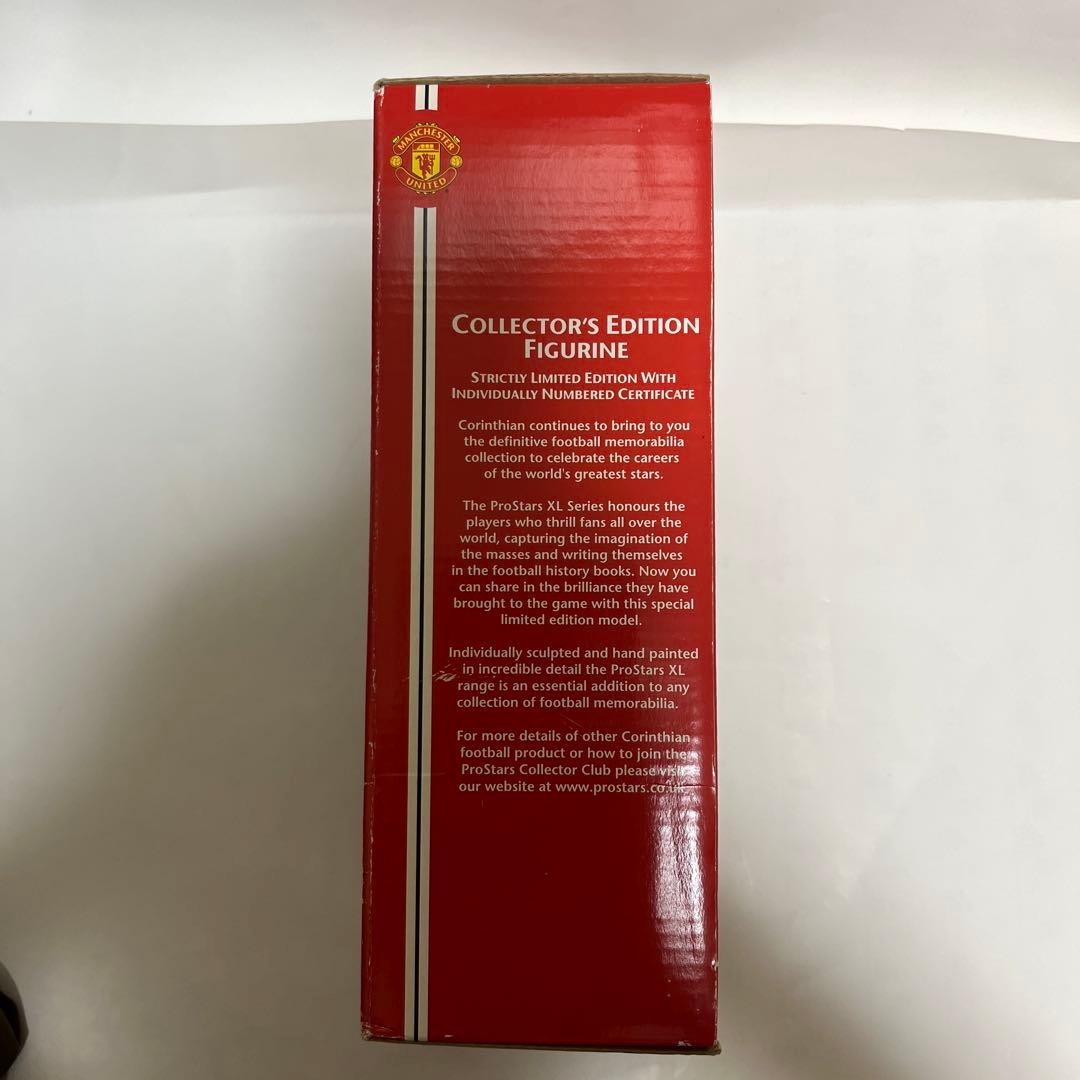 MANCHESTER
UNITED
COLLECTOR'S EDITION
FIGURINE
STRICTLY LIMITED EDITION WITH
INDIVIDUALLY NUMBERED CERTIFICATE
Corinthian continues to bring to you
the definitive football memorabilia
collection to celebrate the careers
of the world's greatest stars.
The ProStars XL Series honours the
players who thrill fans all over the
world, capturing the imagination of
the masses and writing themselves
in the football history books. Now you
can share in the brilliance they have
brought to the game with this special
limited edition model.
Individually sculpted and hand painted
in incredible detail the ProStars XL
range is an essential addition to any
collection of football memorabilia.
For more details of other Corinthian
football product or how to join the
ProStars Collector Club please visit
our website at www.prostars.co.uk